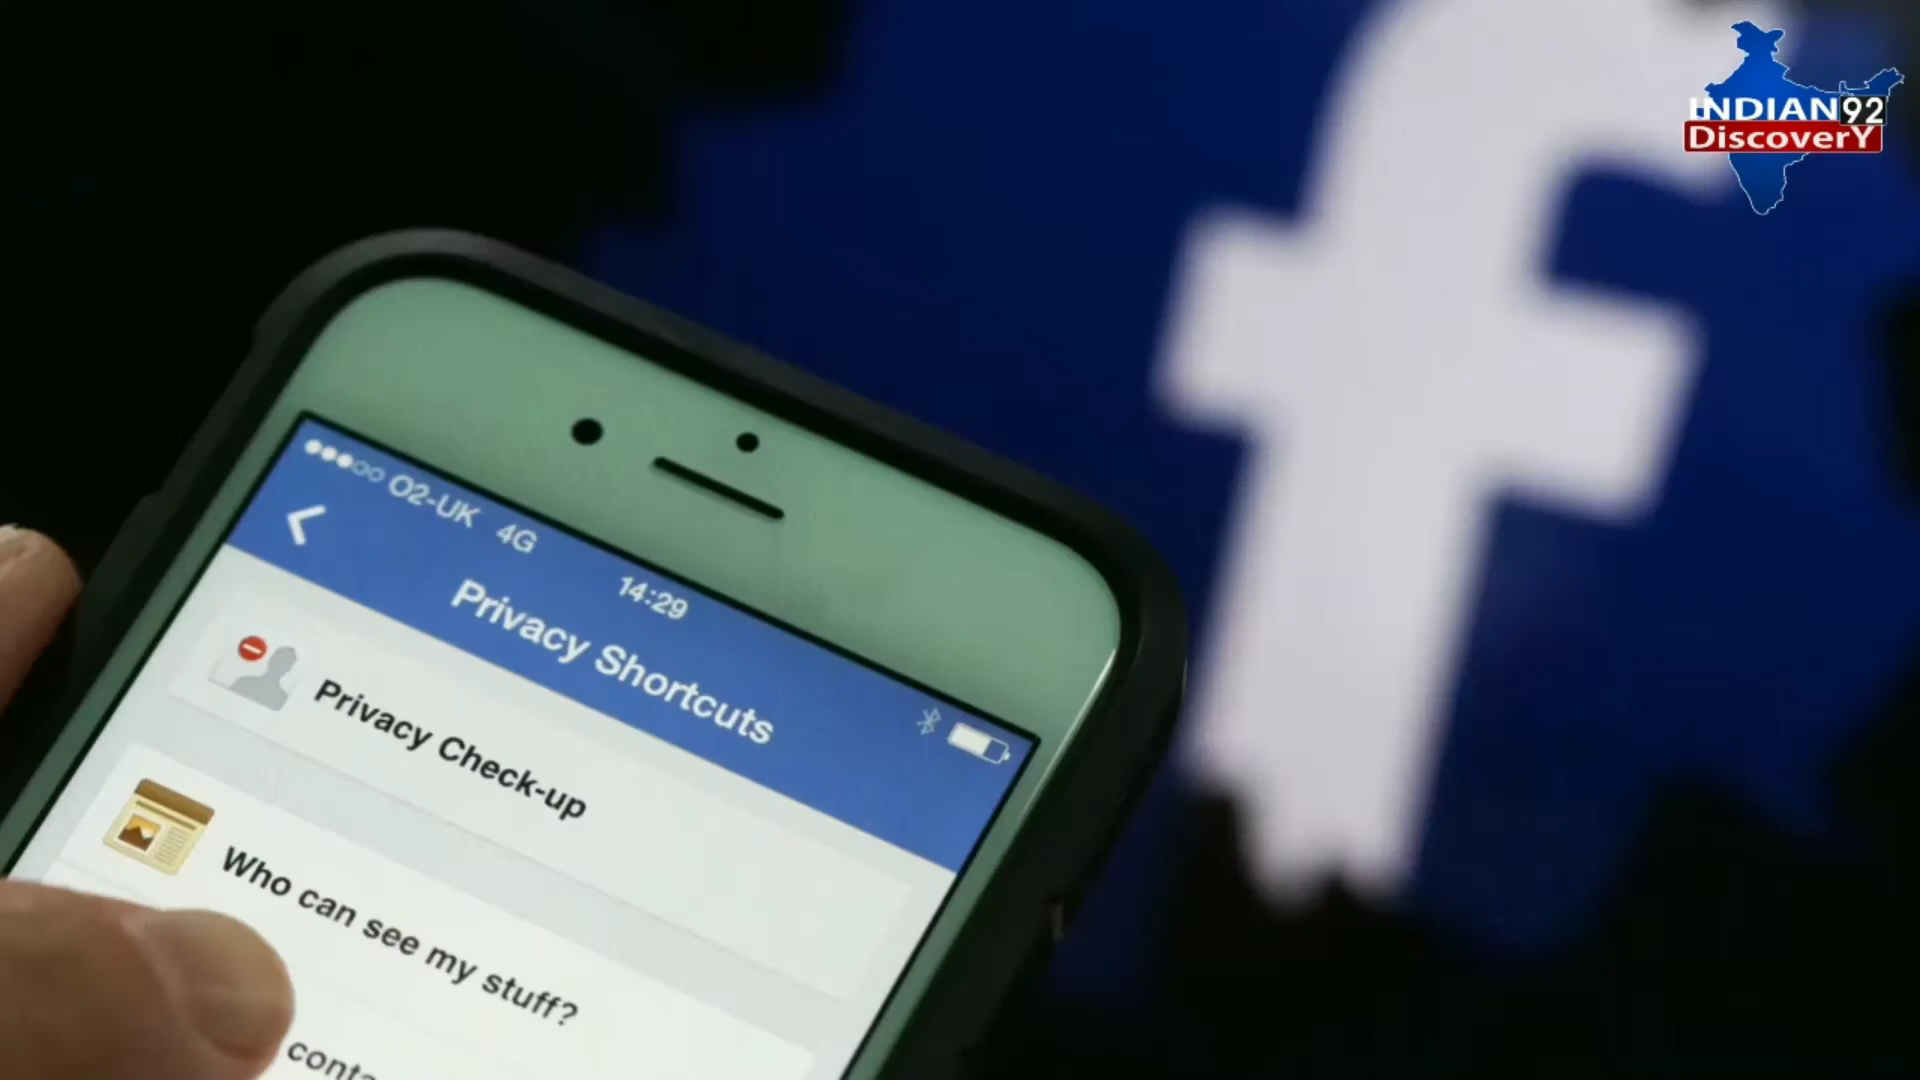 INDIAN92
DiscoverY
O2-UK 4G
14:29
Privacy Shortcuts
Privacy Check-up
Who can see my stuff?